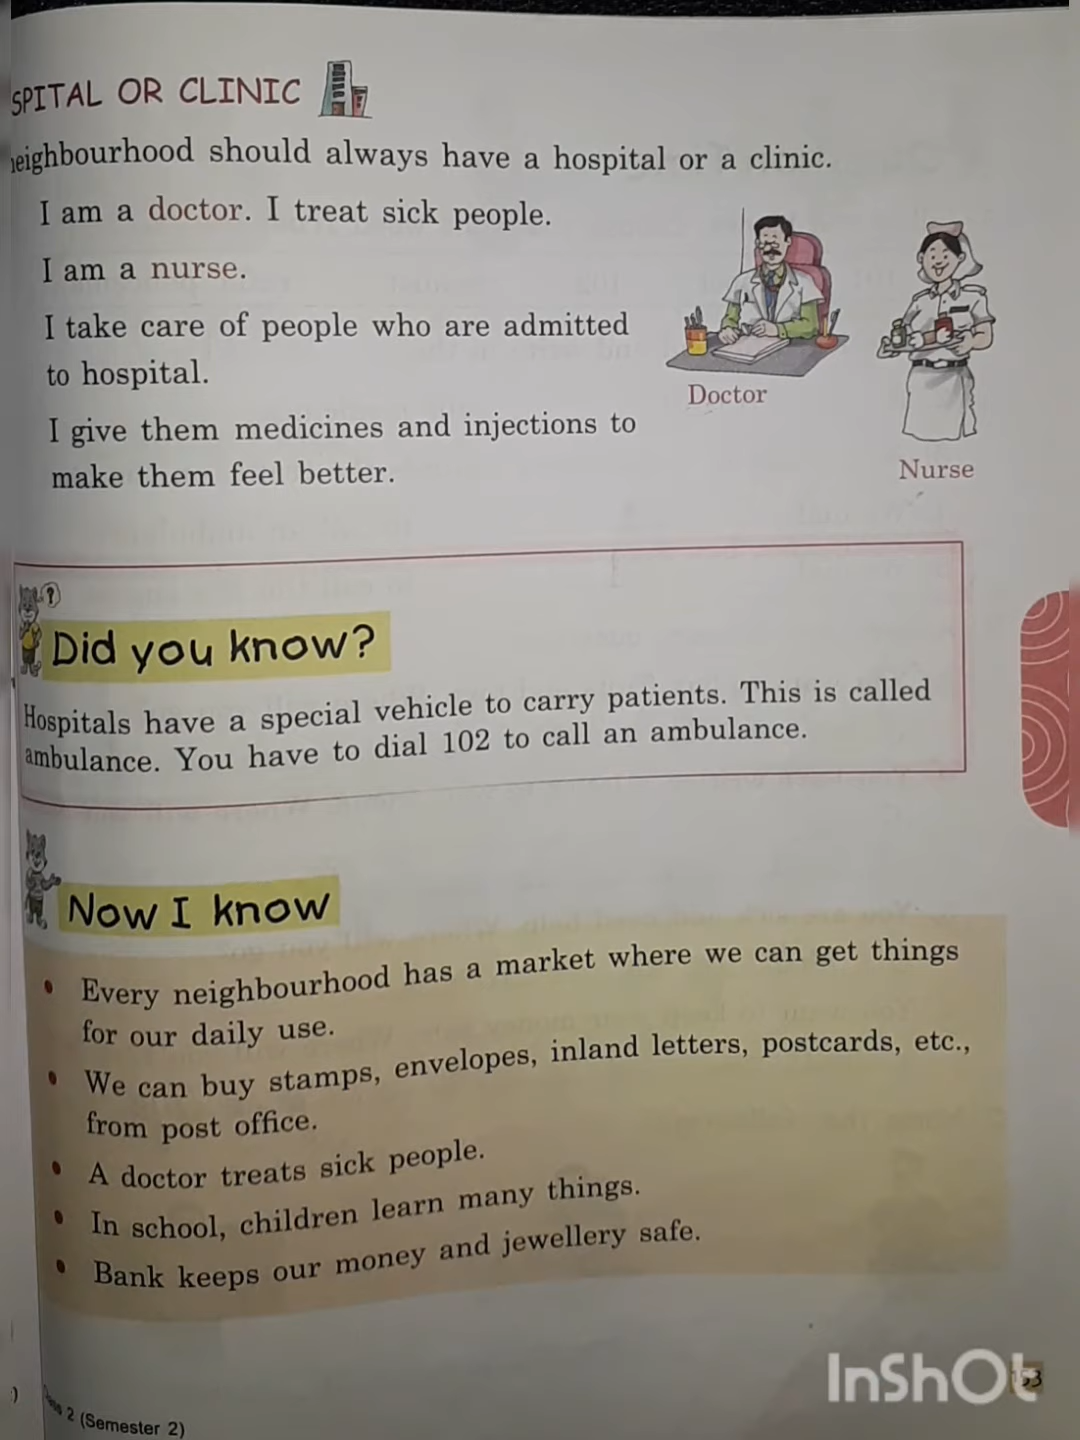 SPITAL OR CLINIC
neighbourhood should always have a hospital or a clinic.
I am a doctor. I treat sick people.
I am a nurse.
I take care of people who are admitted
to hospital.
I give them medicines and injections to
make them feel better.
Doctor
Nurse
?
Did you know?
Hospitals have a special vehicle to carry patients. This is called
ambulance. You have to dial 102 to call an ambulance.
Now I know
• Every neighbourhood has a market where we can get things
for our daily use.
• We can buy stamps, envelopes, inland letters, postcards, etc.,
from post office.
• A doctor treats sick people.
• In school, children learn many things.
• Bank keeps our money and jewellery safe.
InShOt
153
2 (Semester 2)